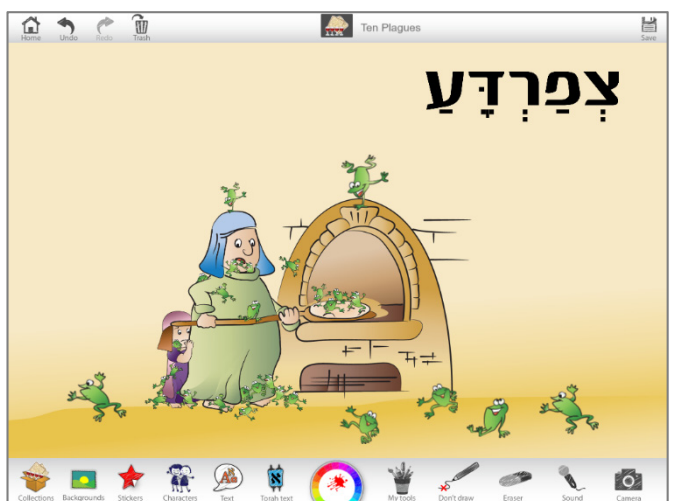 Home Undo Redo Trash Ten Plagues Save
צְפַרְדֵּעַ
Collections Backgrounds Stickers Characters Text Torah text My tools Don't draw Eraser Sound Camera